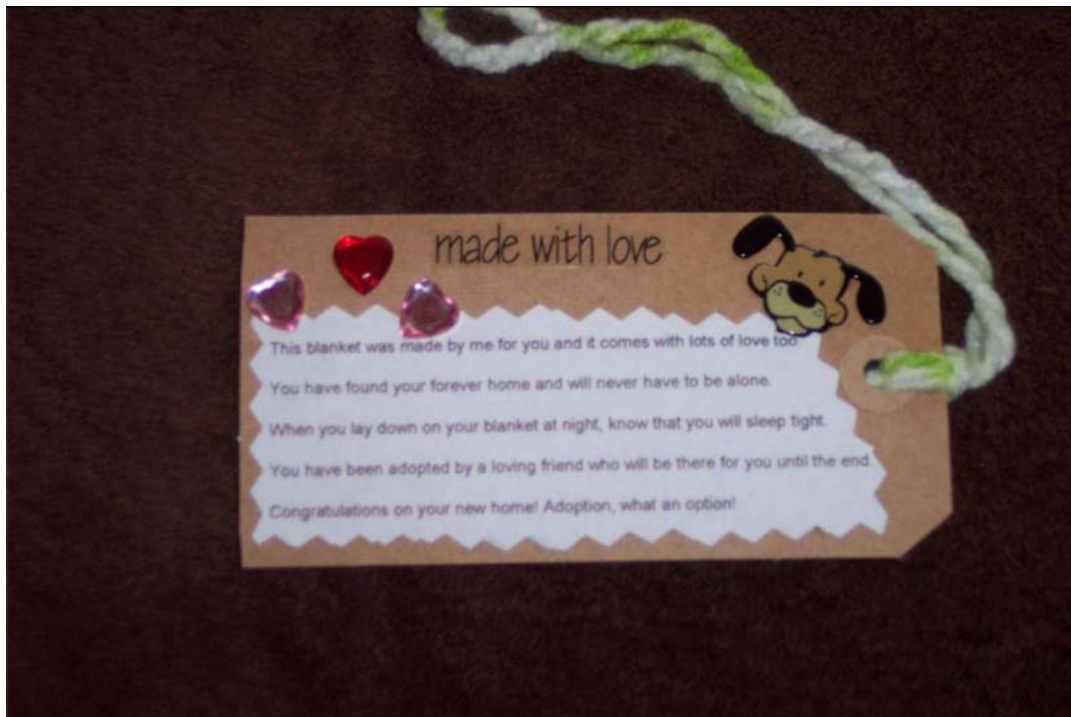 made with love
This blanket was made by me for you and it comes with lots of love too.
You have found your forever home and will never have to be alone.
When you lay down on your blanket at night, know that you will sleep tight.
You have been adopted by a loving friend who will be there for you until the end.
Congratulations on your new home! Adoption, what an option!